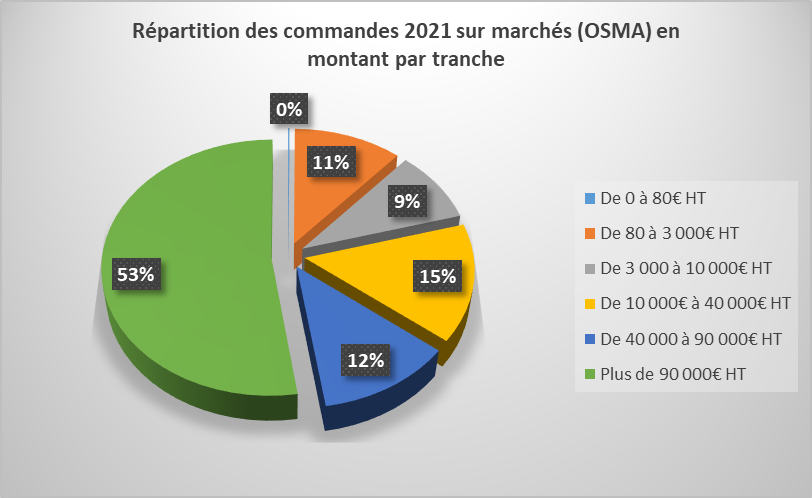 Répartition des commandes 2021 sur marchés (OSMA) en
montant par tranche
0%
11%
9%
15%
12%
53%
De 0 à 80€ HT
De 80 à 3 000€ HT
De 3 000 à 10 000€ HT
De 10 000€ à 40 000€ HT
De 40 000 à 90 000€ HT
Plus de 90 000€ HT